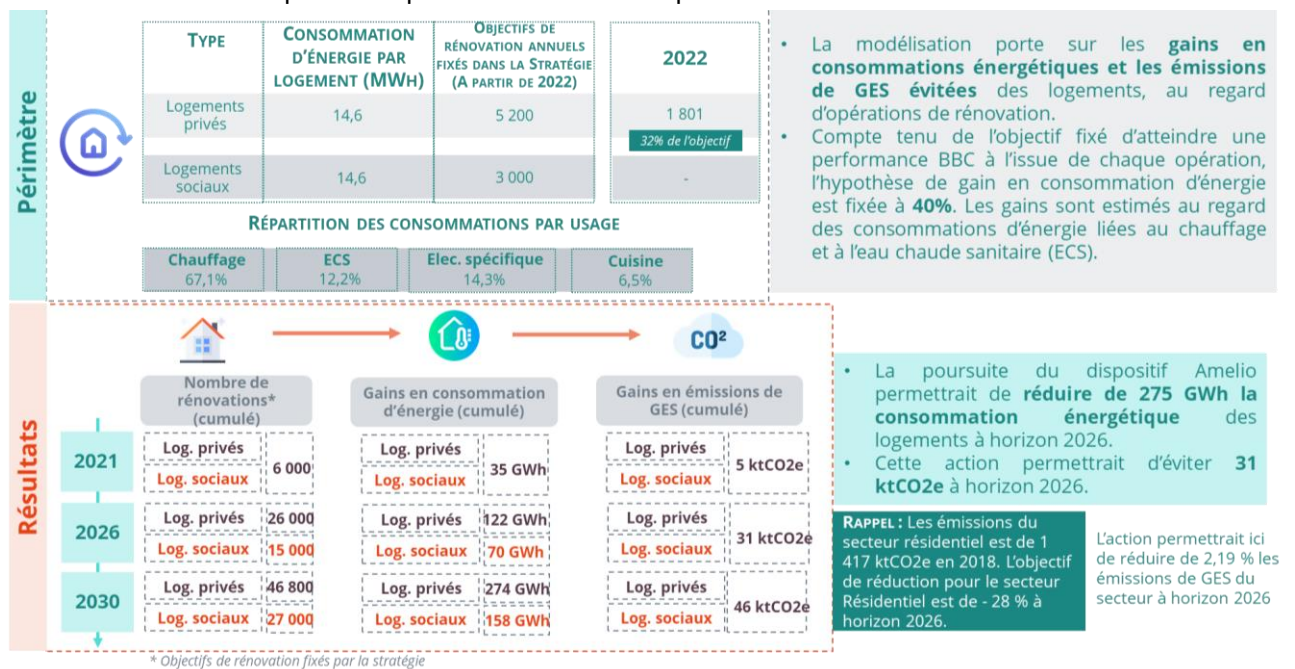 Périmètre
TYPE
CONSOMMATION
D'ÉNERGIE PAR
LOGEMENT (MWH)
OBJECTIFS DE
RÉNOVATION ANNUELS
FIXÉS DANS LA STRATÉGIE
(A PARTIR DE 2022)
2022
Logements
privés
14,6
5 200
1 801
32% de l'objectif
Logements
sociaux
14,6
3 000
-
RÉPARTITION DES CONSOMMATIONS PAR USAGE
Chauffage
67,1%
ECS
12,2%
Elec. spécifique
14,3%
Cuisine
6,5%
• La modélisation porte sur les gains en
consommations énergétiques et les émissions
de GES évitées des logements, au regard
d'opérations de rénovation.
• Compte tenu de l'objectif fixé d'atteindre une
performance BBC à l'issue de chaque opération,
l'hypothèse de gain en consommation d'énergie
est fixée à 40%. Les gains sont estimés au regard
des consommations d'énergie liées au chauffage
et à l'eau chaude sanitaire (ECS).
Résultats
CO²
Nombre de
rénovations*
(cumulé)
Gains en consommation
d'énergie (cumulé)
Gains en émissions de
GES (cumulé)
2021
Log. privés
Log. sociaux
6 000
Log. privés
Log. sociaux
35 GWh
Log. privés
Log. sociaux
5 ktCO2e
2026
Log. privés
26 000
Log. sociaux
15 000
Log. privés
122 GWh
Log. sociaux
70 GWh
Log. privés
Log. sociaux
31 ktCO2e
2030
Log. privés
46 800
Log. sociaux
27 000
Log. privés
274 GWh
Log. sociaux
158 GWh
Log. privés
Log. sociaux
46 ktCO2e
* Objectifs de rénovation fixés par la stratégie
• La poursuite du dispositif Amelio
permettrait de réduire de 275 GWh la
consommation énergétique des
logements à horizon 2026.
• Cette action permettrait d'éviter 31
ktCO2e à horizon 2026.
RAPPEL : Les émissions du
secteur résidentiel est de 1
417 ktCO2e en 2018. L'objectif
de réduction pour le secteur
Résidentiel est de - 28 % à
horizon 2026.
L'action permettrait ici
de réduire de 2,19 % les
émissions de GES du
secteur à horizon 2026